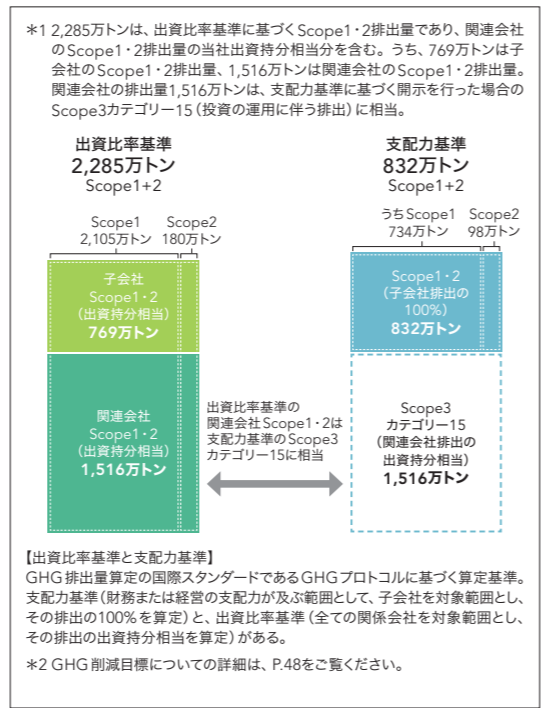 ＊1 2,285万トンは、出資比率基準に基づくScope1・2排出量であり、関連会社
のScope1・2排出量の当社出資持分相当分を含む。うち、769万トンは子
会社のScope1・2排出量、1,516万トンは関連会社のScope1・2排出量。
関連会社の排出量1,516万トンは、支配力基準に基づく開示を行った場合の
Scope3カテゴリー15（投資の運用に伴う排出）に相当。
出資比率基準
2,285万トン
Scope1+2
Scope1
2,105万トン
Scope2
180万トン
子会社
Scope1・2
（出資持分相当）
769万トン
関連会社
Scope1・2
（出資持分相当）
1,516万トン
出資比率基準の
関連会社Scope1・2は
支配力基準のScope3
カテゴリー15に相当
支配力基準
832万トン
Scope1+2
うちScope1
734万トン
Scope2
98万トン
Scope1・2
（子会社排出の
100%）
832万トン
Scope3
カテゴリー15
（関連会社排出の
出資持分相当）
1,516万トン
【出資比率基準と支配力基準】
GHG排出量算定の国際スタンダードであるGHGプロトコルに基づく算定基準。
支配力基準（財務または経営の支配力が及ぶ範囲として、子会社を対象範囲とし、
その排出の100%を算定）と、出資比率基準（全ての関係会社を対象範囲とし、
その排出の出資持分相当を算定）がある。
＊2 GHG削減目標についての詳細は、P.48をご覧ください。